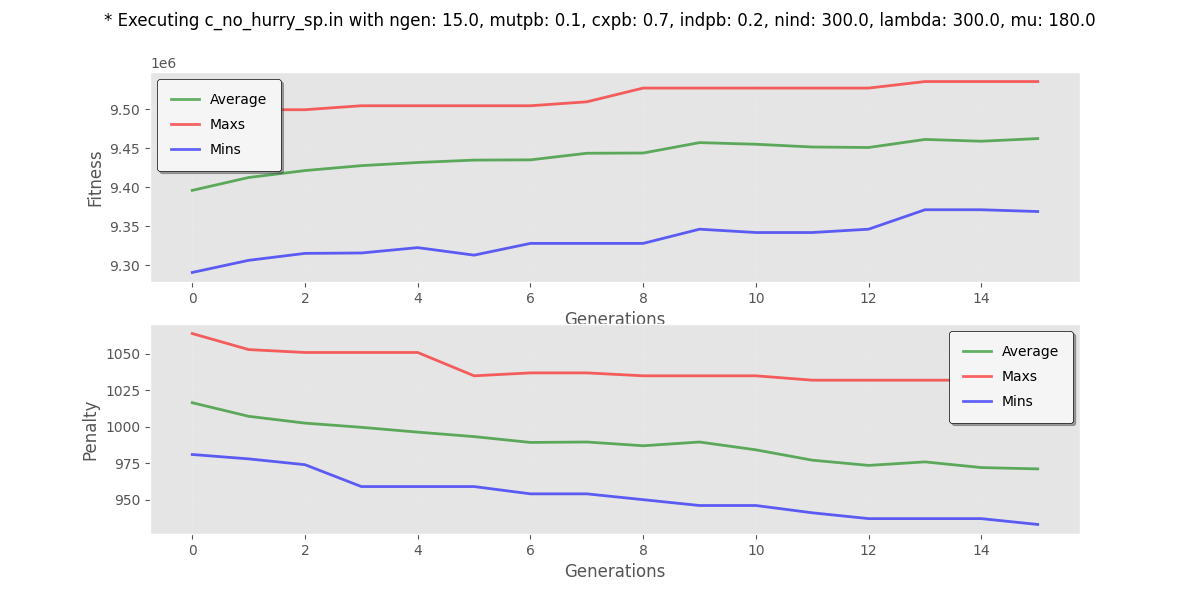 * Executing c_no_hurry_sp.in with ngen: 15.0, mutpb: 0.1, cxpb: 0.7, indpb: 0.2, nind: 300.0, lambda: 300.0, mu: 180.0
1e6
Average
Maxs
Mins
9.50
9.45
9.40
9.35
9.30
Fitness
0 2 4 6 8 10 12 14
Generations
Average
Maxs
Mins
1050
1025
1000
975
950
Penalty
0 2 4 6 8 10 12 14
Generations